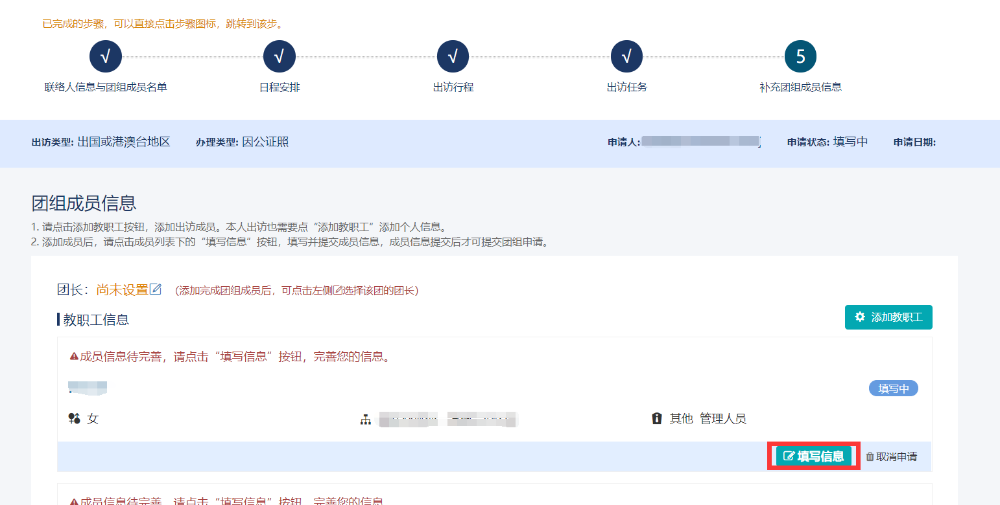 已完成的步骤，可以直接点击步骤图标，跳转到该步。
√ √ √ √ 5
联络人信息与团组成员名单 日程安排 出访行程 出访任务 补充团组成员信息
出访类型: 出国或港澳台地区 办理类型: 因公证照 申请人: 申请状态: 填写中 申请日期:
团组成员信息
1. 请点击添加教职工按钮，添加出访成员。本人出访也需要点“添加教职工”添加个人信息。
2. 添加成员后，请点击成员列表下的“填写信息”按钮，填写并提交成员信息，成员信息提交后才可提交团组申请。
团长： 尚未设置 （添加完成团组成员后，可点击左侧选择该团的团长）
教职工信息 添加教职工
成员信息待完善，请点击“填写信息”按钮，完善您的信息。
填写中
女 其他 管理人员
填写信息 取消申请
成员信息待完善，请点击“填写信息”按钮，完善您的信息。